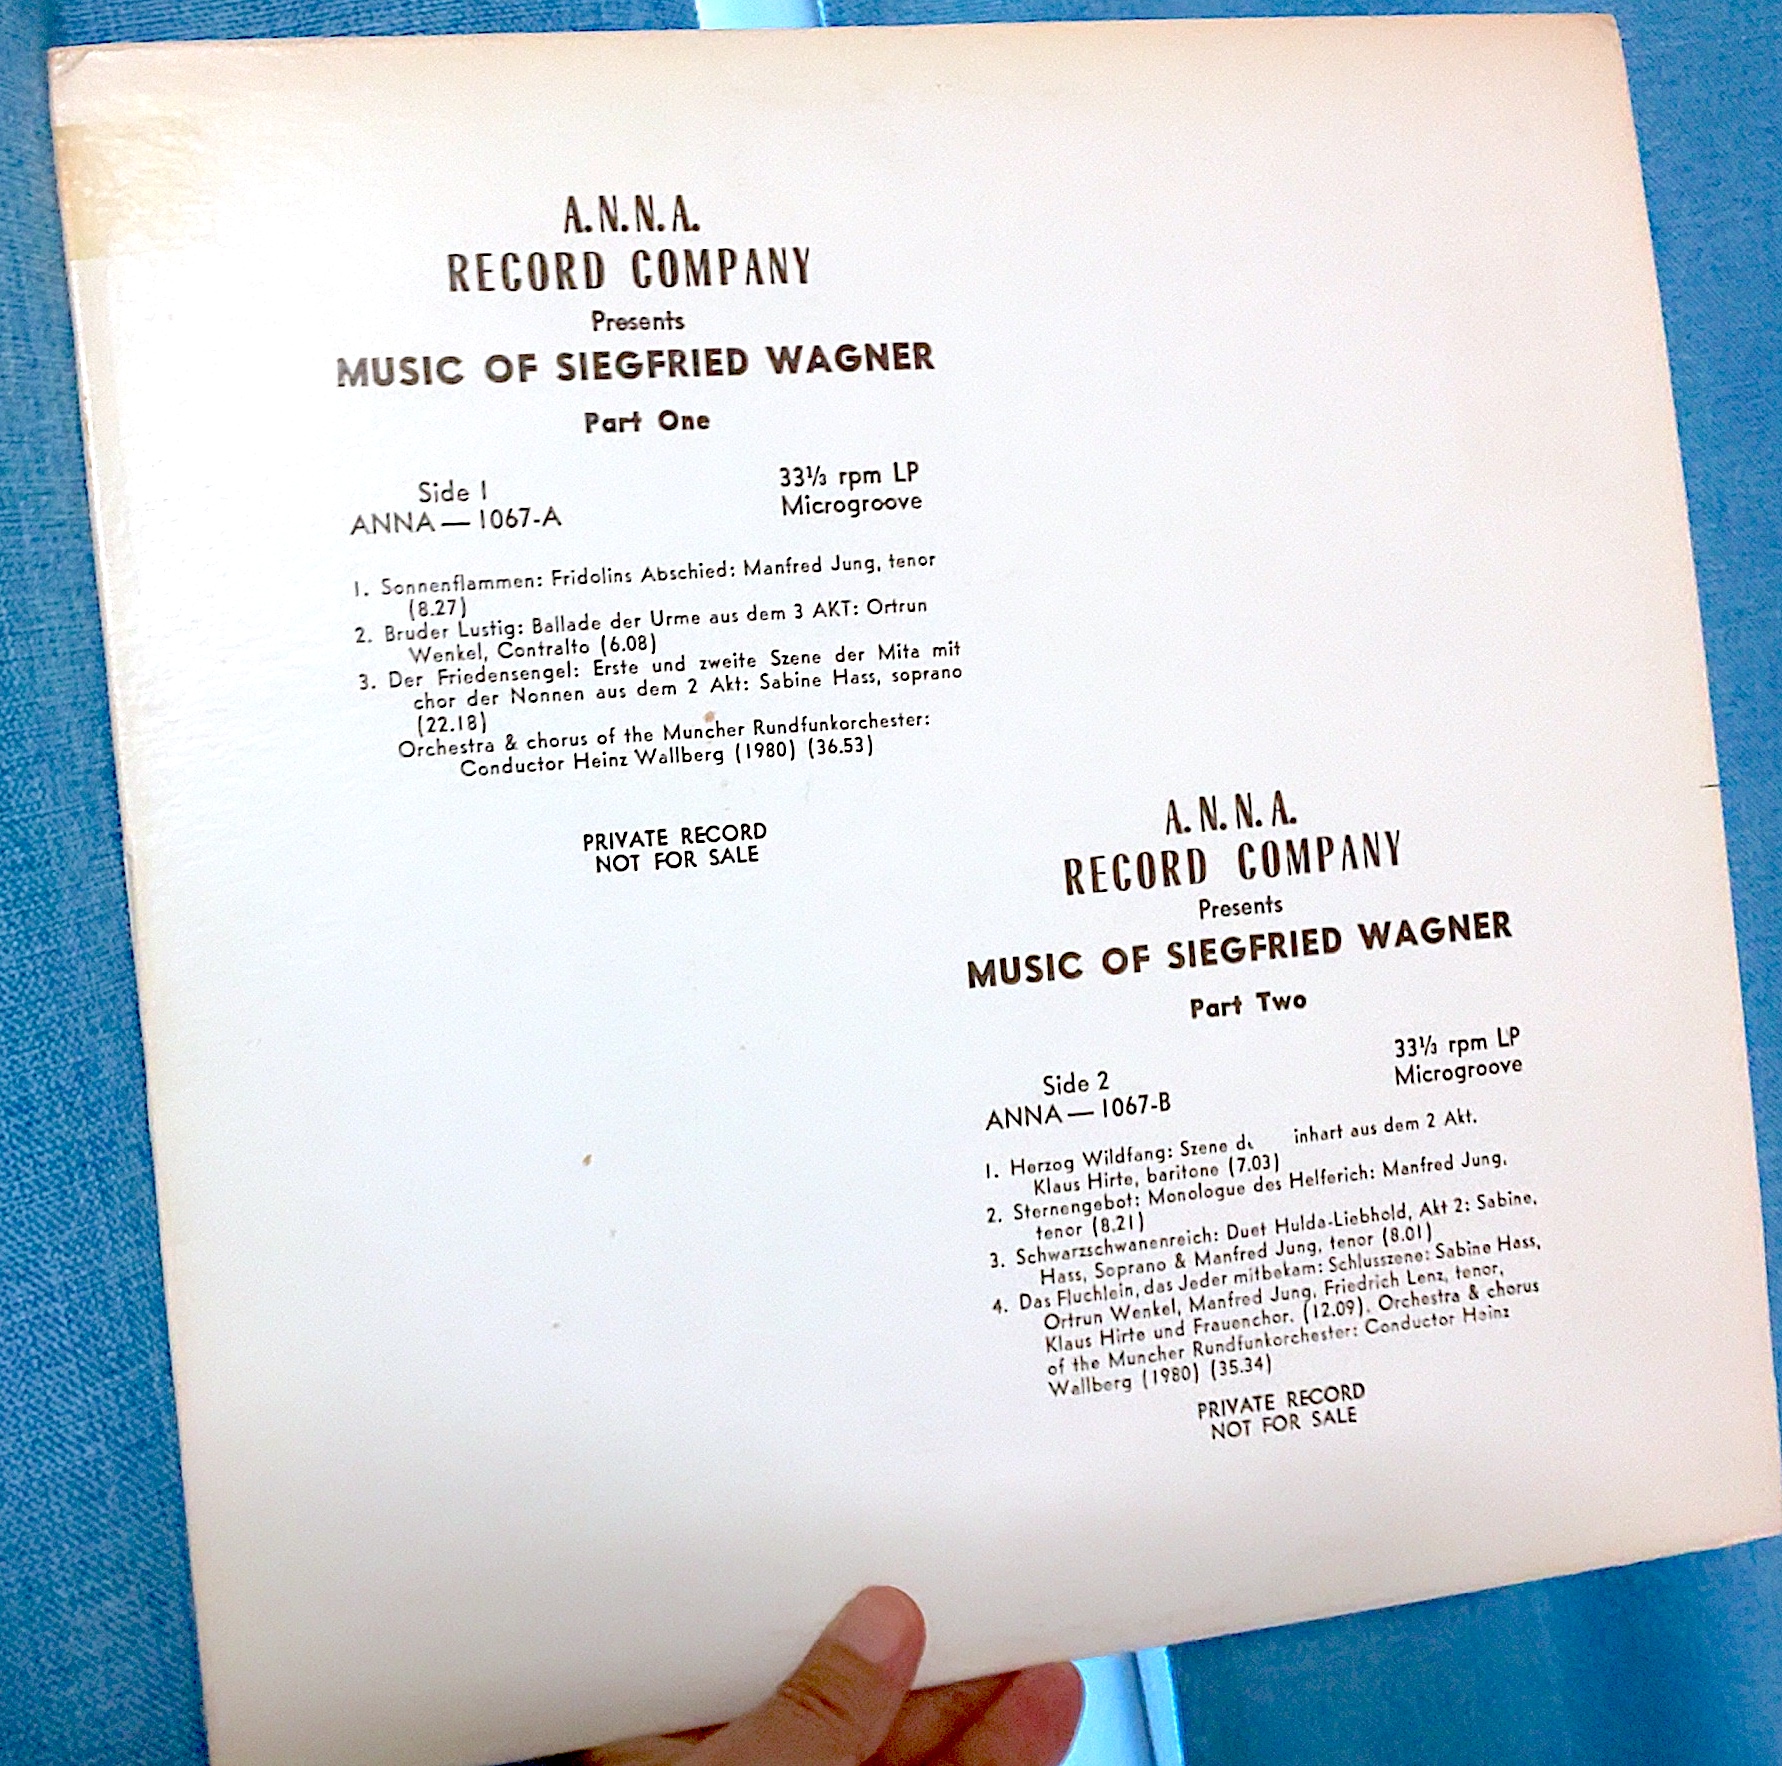 A.N.N.A.
RECORD COMPANY
Presents
MUSIC OF SIEGFRIED WAGNER
Part One
Side 1
ANNA — 1067-A
33⅓ rpm LP
Microgroove
1. Sonnenflammen: Fridolins Abschied: Manfred Jung, tenor
(8.27)
2. Bruder Lustig: Ballade der Urme aus dem 3 AKT: Ortrun
Wenkel, Contralto (6.08)
3. Der Friedensengel: Erste und zweite Szene der Mita mit
chor der Nonnen aus dem 2 Akt: Sabine Hass, soprano
(22.18)
Orchestra & chorus of the Muncher Rundfunkorchester:
Conductor Heinz Wallberg (1980) (36.53)
PRIVATE RECORD
NOT FOR SALE
A.N.N.A.
RECORD COMPANY
Presents
MUSIC OF SIEGFRIED WAGNER
Part Two
Side 2
ANNA — 1067-B
33⅓ rpm LP
Microgroove
1. Herzog Wildfang: Szene inhart aus dem 2 Akt.
Klaus Hirte, baritone (7.03)
2. Sternengebot: Monologue des Helferich: Manfred Jung,
tenor (8.21)
3. Schwarzschwanenreich: Duet Hulda-Liebhold, Akt 2: Sabine,
Hass, Soprano & Manfred Jung, tenor (8.01)
4. Das Fluchlein, das Jeder mitbekam: Schlusszene: Sabine Hass,
Ortrun Wenkel, Manfred Jung, Friedrich Lenz, tenor,
Klaus Hirte und Frauenchor. (12.09). Orchestra & chorus
of the Muncher Rundfunkorchester: Conductor Heinz
Wallberg (1980) (35.34)
PRIVATE RECORD
NOT FOR SALE